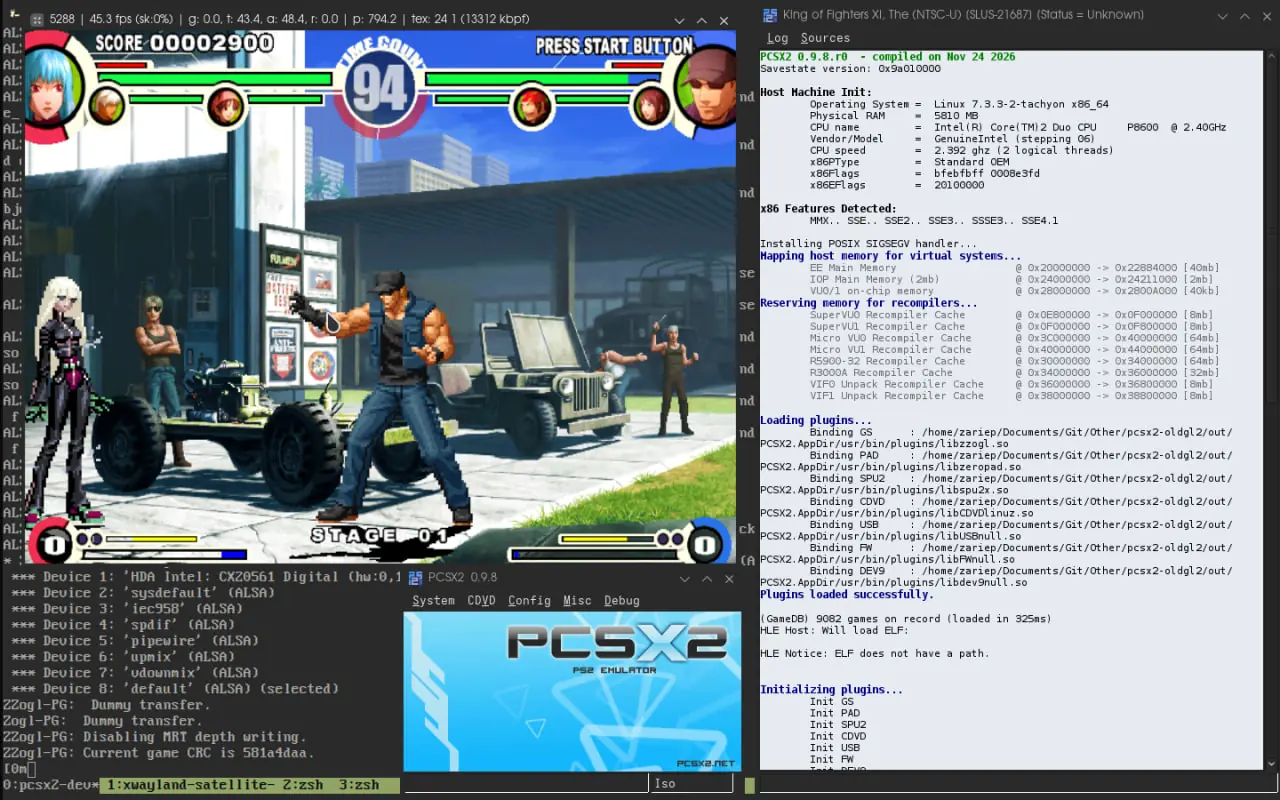 5288 | 45.3 fps (sk:0%) | g: 0.0, t: 43.4, a: 48.4, r: 0.0 | p: 794.2 | tex: 24 1 (13312 kbpf)
SCORE 00002900
TIME COUNT
94
PRESS START BUTTON
STAGE 01
0
0
*** Device 1: 'HDA Intel: CX20561 Digital (hw:0,1
*** Device 2: 'sysdefault' (ALSA)
*** Device 3: 'iec958' (ALSA)
*** Device 4: 'spdif' (ALSA)
*** Device 5: 'pipewire' (ALSA)
*** Device 6: 'upmix' (ALSA)
*** Device 7: 'vdownmix' (ALSA)
*** Device 8: 'default' (ALSA) (selected)
ZZogl-PG:  Dummy transfer.
Zogl-PG:  Dummy transfer.
ZZogl-PG: Disabling MRT depth writing.
ZZogl-PG: Current game CRC is 581a4daa.
[0m
0:pcsx2-dev* 1:xwayland-satellite- 2:zsh 3:zsh
PCSX2 0.9.8
System CDVD Config Misc Debug
PCSX2
PS2 EMULATOR
PCSX2.NET
Iso
King of Fighters XI, The (NTSC-U) (SLUS-21687) (Status = Unknown)
Log Sources
PCSX2 0.9.8.r0  - compiled on Nov 24 2026
Savestate version: 0x9a010000
Host Machine Init:
Operating System =  Linux 7.3.3-2-tachyon x86_64
Physical RAM     =  5810 MB
CPU name         =  Intel(R) Core(TM)2 Duo CPU     P8600  @ 2.40GHz
Vendor/Model     =  GenuineIntel (stepping 06)
CPU speed        =  2.392 ghz (2 logical threads)
x86PType         =  Standard OEM
x86Flags         =  bfebfbff 0008e3fd
x86EFlags        =  20100000
x86 Features Detected:
MMX.. SSE.. SSE2.. SSE3.. SSSE3.. SSE4.1
Installing POSIX SIGSEGV handler...
Mapping host memory for virtual systems...
EE Main Memory @ 0x20000000 -> 0x22884000 [40mb]
IOP Main Memory (2mb) @ 0x24000000 -> 0x24211000 [2mb]
VU0/1 on-chip memory @ 0x28000000 -> 0x2800A000 [40kb]
Reserving memory for recompilers...
SuperVU0 Recompiler Cache @ 0x0E800000 -> 0x0F000000 [8mb]
SuperVU1 Recompiler Cache @ 0x0F000000 -> 0x0F800000 [8mb]
Micro VU0 Recompiler Cache @ 0x3C000000 -> 0x40000000 [64mb]
Micro VU1 Recompiler Cache @ 0x40000000 -> 0x44000000 [64mb]
R5900-32 Recompiler Cache @ 0x30000000 -> 0x34000000 [64mb]
R3000A Recompiler Cache @ 0x34000000 -> 0x36000000 [32mb]
VIF0 Unpack Recompiler Cache @ 0x36000000 -> 0x36800000 [8mb]
VIF1 Unpack Recompiler Cache @ 0x38000000 -> 0x38800000 [8mb]
Loading plugins...
Binding GS      : /home/zariep/Documents/Git/Other/pcsx2-oldgl2/out/
PCSX2.AppDir/usr/bin/plugins/libzzogl.so
Binding PAD     : /home/zariep/Documents/Git/Other/pcsx2-oldgl2/out/
PCSX2.AppDir/usr/bin/plugins/libzeropad.so
Binding SPU2    : /home/zariep/Documents/Git/Other/pcsx2-oldgl2/out/
PCSX2.AppDir/usr/bin/plugins/libspu2x.so
Binding CDVD    : /home/zariep/Documents/Git/Other/pcsx2-oldgl2/out/
PCSX2.AppDir/usr/bin/plugins/libCDVDlinuz.so
Binding USB     : /home/zariep/Documents/Git/Other/pcsx2-oldgl2/out/
PCSX2.AppDir/usr/bin/plugins/libUSBnull.so
Binding FW      : /home/zariep/Documents/Git/Other/pcsx2-oldgl2/out/
PCSX2.AppDir/usr/bin/plugins/libFWnull.so
Binding DEV9    : /home/zariep/Documents/Git/Other/pcsx2-oldgl2/out/
PCSX2.AppDir/usr/bin/plugins/libdev9null.so
Plugins loaded successfully.
(GameDB) 9082 games on record (loaded in 325ms)
HLE Host: Will load ELF:
HLE Notice: ELF does not have a path.
Initializing plugins...
Init GS
Init PAD
Init SPU2
Init CDVD
Init USB
Init FW